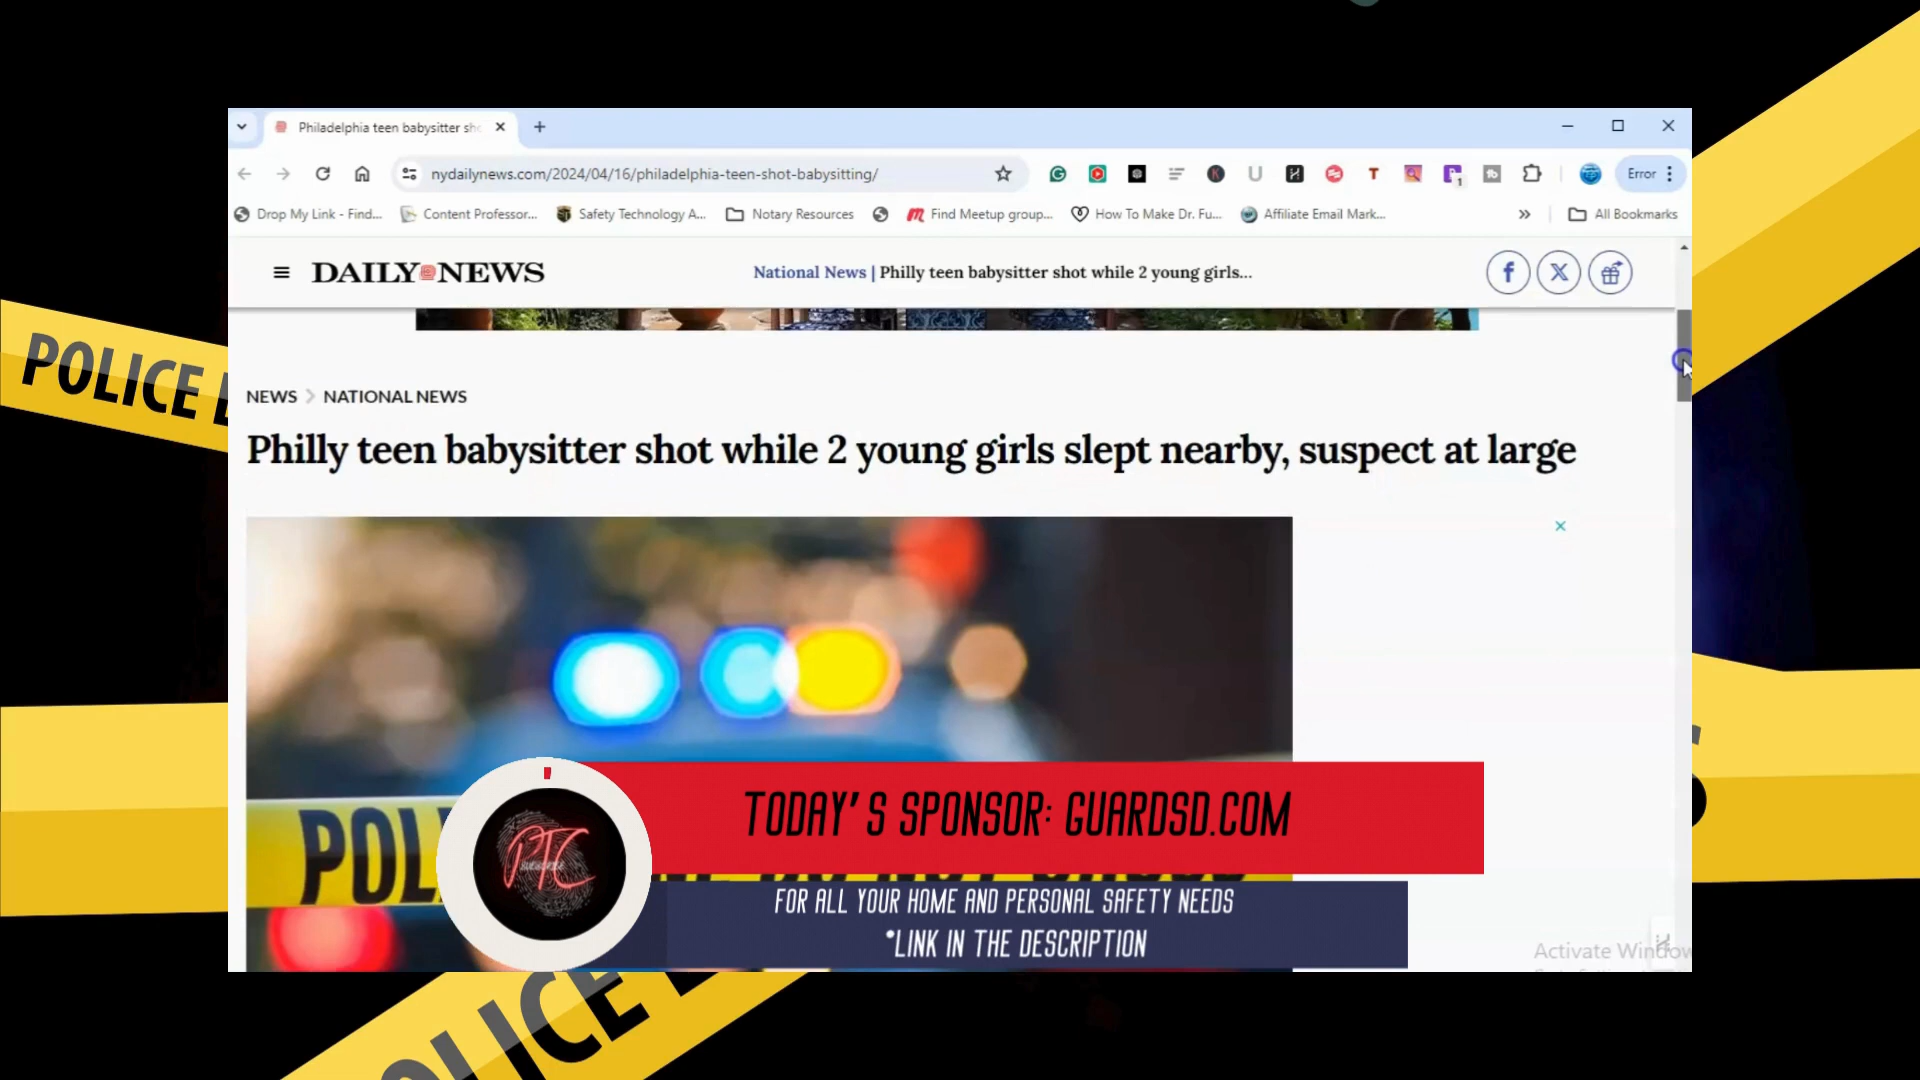 Philadelphia teen babysitter sh
nydailynews.com/2024/04/16/philadelphia-teen-shot-babysitting/
Error
Drop My Link - Find...
Content Professor...
Safety Technology A...
Notary Resources
Find Meetup group...
How To Make Dr. Fu...
Affiliate Email Mark...
All Bookmarks
DAILY NEWS
National News | Philly teen babysitter shot while 2 young girls...
POLICE
NEWS > NATIONAL NEWS
Philly teen babysitter shot while 2 young girls slept nearby, suspect at large
POL
TODAY'S SPONSOR: GUARDSD.COM
PTC
FOR ALL YOUR HOME AND PERSONAL SAFETY NEEDS
*LINK IN THE DESCRIPTION
Activate Window
POLICE